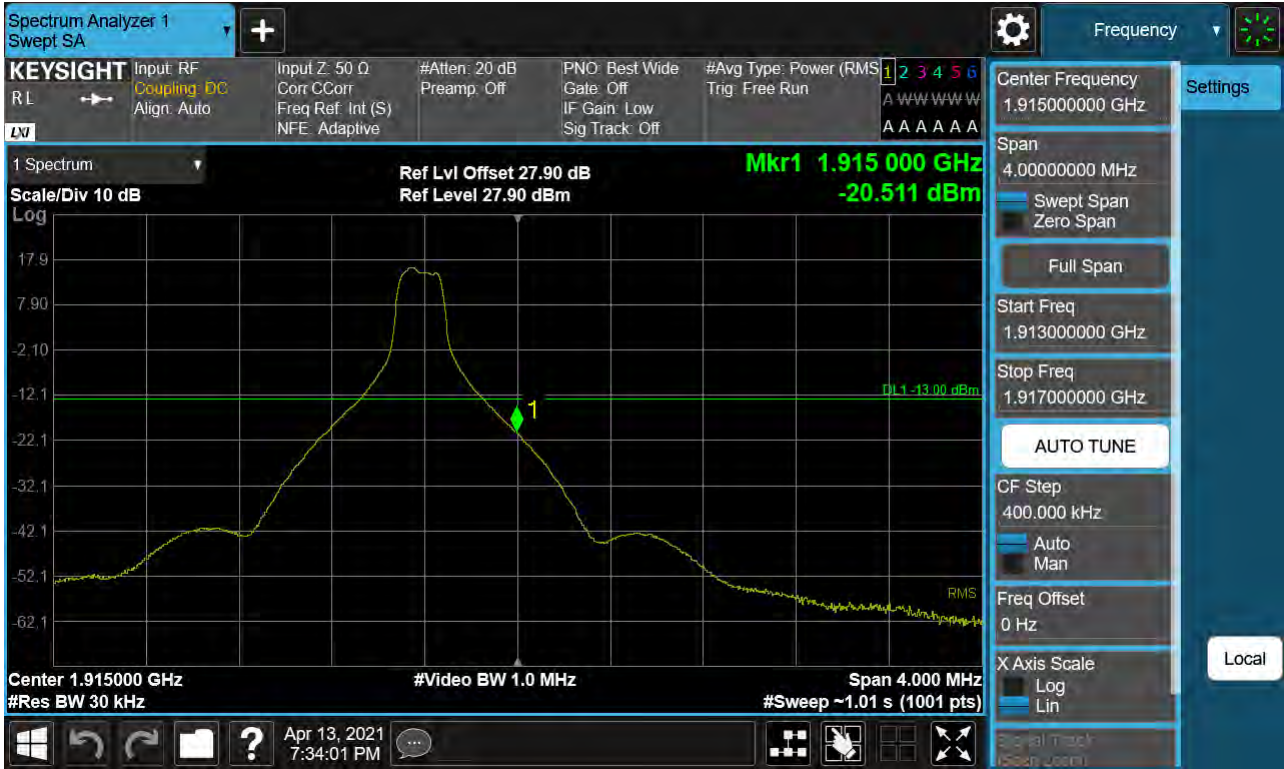 Spectrum Analyzer 1
Swept SA
Frequency
KEYSIGHT
R L
LXI
Input: RF
Coupling: DC
Align: Auto
Input Z: 50 Ω
Corr CCorr
Freq Ref: Int (S)
NFE: Adaptive
#Atten: 20 dB
Preamp: Off
PNO: Best Wide
Gate: Off
IF Gain: Low
Sig Track: Off
#Avg Type: Power (RMS
Trig: Free Run
1 2 3 4 5 6
A W W W W W
A A A A A A
1 Spectrum
Scale/Div 10 dB
Log
Ref Lvl Offset 27.90 dB
Ref Level 27.90 dBm
Mkr1 1.915 000 GHz
-20.511 dBm
17.9
7.90
-2.10
-12.1
-22.1
-32.1
-42.1
-52.1
-62.1
DL1 -13.00 dBm
1
RMS
Center 1.915000 GHz
#Res BW 30 kHz
#Video BW 1.0 MHz
Span 4.000 MHz
#Sweep ~1.01 s (1001 pts)
Center Frequency
1.915000000 GHz
Span
4.00000000 MHz
Swept Span
Zero Span
Full Span
Start Freq
1.913000000 GHz
Stop Freq
1.917000000 GHz
AUTO TUNE
CF Step
400.000 kHz
Auto
Man
Freq Offset
0 Hz
X Axis Scale
Log
Lin
Signal Track
(Span Zoom)
Settings
Local
?
Apr 13, 2021
7:34:01 PM